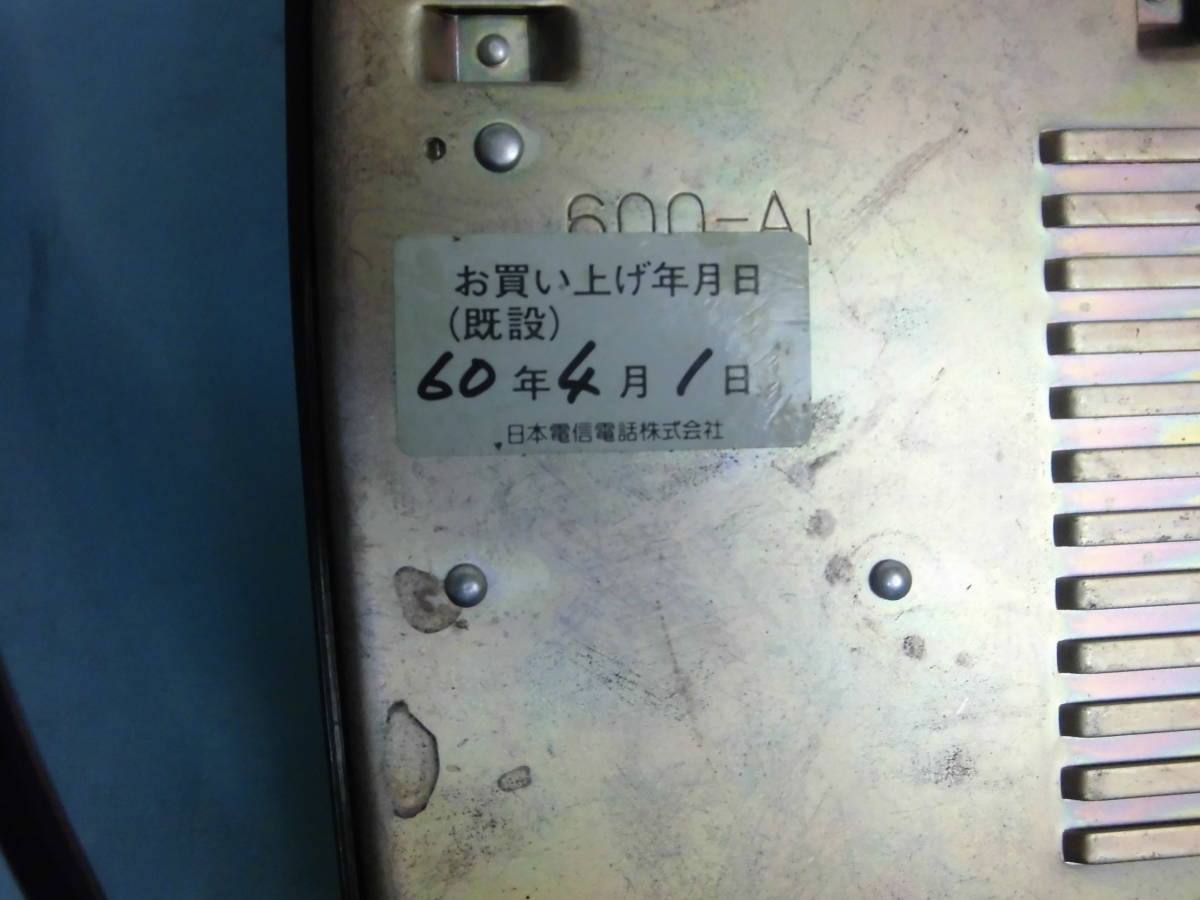 600-A1
お買い上げ年月日
(既設)
60年4月1日
日本電信電話株式会社